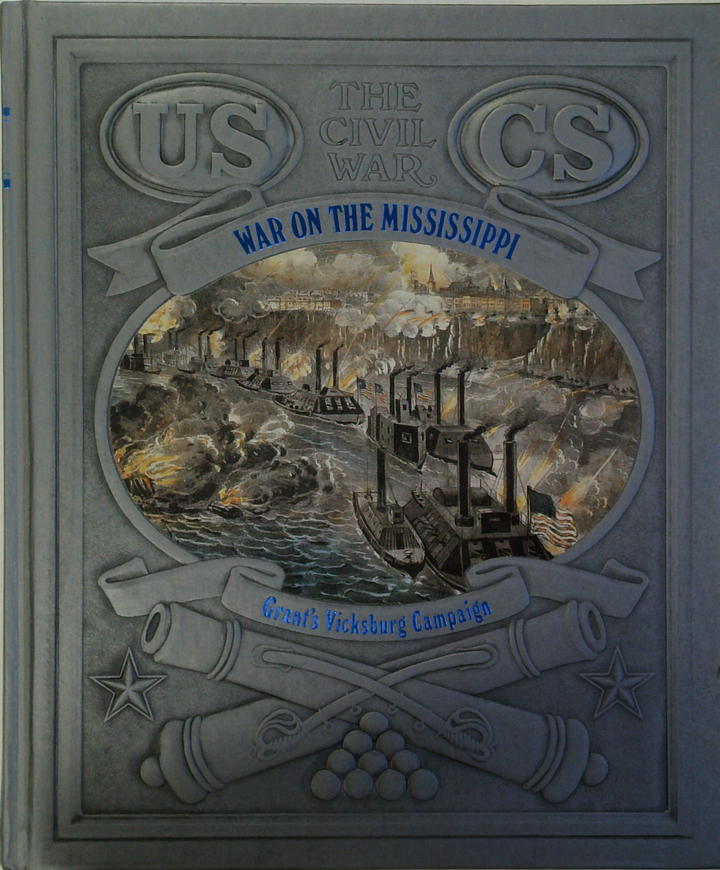 US
THE
CIVIL
WAR
CS
WAR ON THE MISSISSIPPI
Grant's Vicksburg Campaign